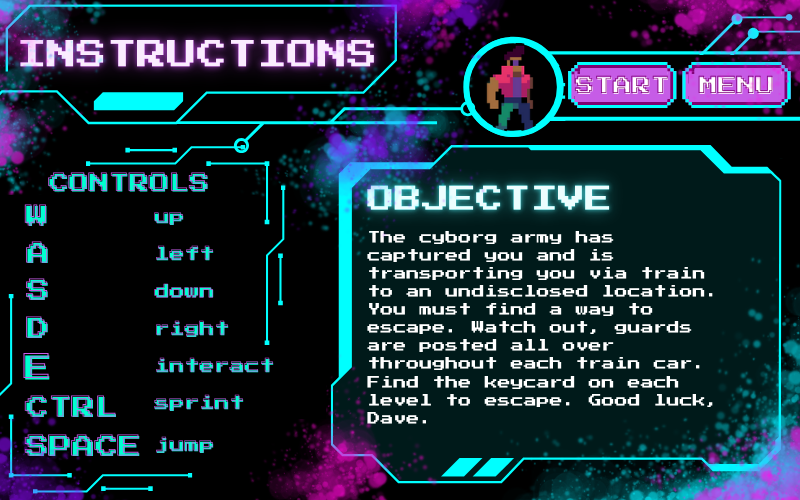 INSTRUCTIONS
START MENU
CONTROLS
W up
A left
S down
D right
E interact
CTRL sprint
SPACE jump
OBJECTIVE
The cyborg army has
captured you and is
transporting you via train
to an undisclosed location.
You must find a way to
escape. Watch out, guards
are posted all over
throughout each train car.
Find the keycard on each
level to escape. Good luck,
Dave.